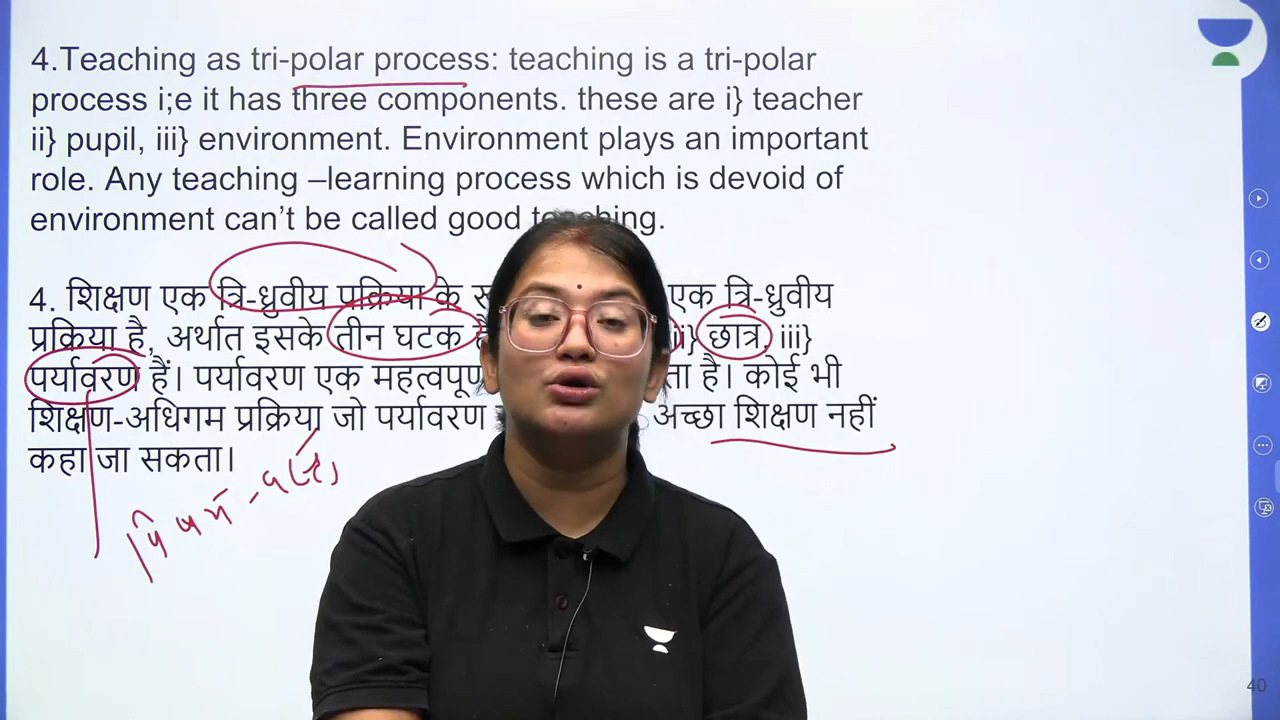 4.Teaching as tri-polar process: teaching is a tri-polar
process i;e it has three components. these are i} teacher
ii} pupil, iii} environment. Environment plays an important
role. Any teaching –learning process which is devoid of
environment can't be called good teaching.
4. शिक्षण एक त्रि-ध्रुवीय प्रक्रिया के एक त्रि-ध्रुवीय
प्रक्रिया है, अर्थात इसके तीन घटक ii} छात्र, iii}
पर्यावरण हैं। पर्यावरण एक है। कोई भी
शिक्षण-अधिगम प्रक्रिया जो पर्यावरण अच्छा शिक्षण नहीं
कहा जा सकता।
40